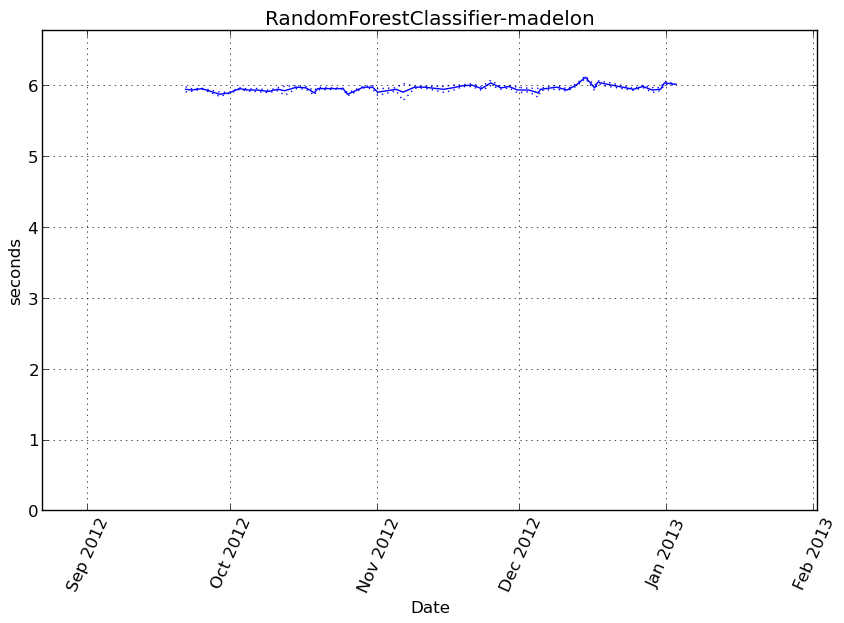 RandomForestClassifier-madelon
6
5
4
3
2
1
0
seconds
Sep 2012
Oct 2012
Nov 2012
Dec 2012
Jan 2013
Feb 2013
Date